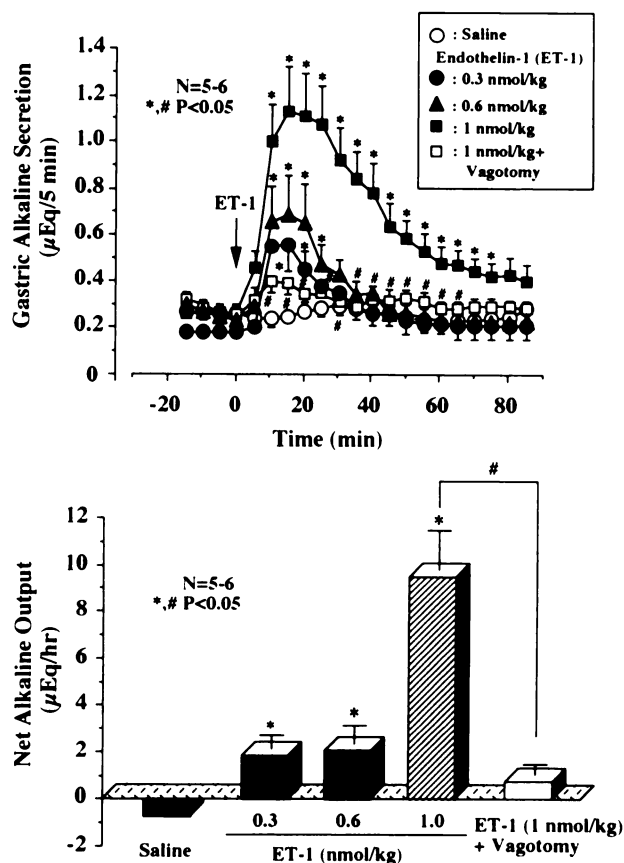 1.4
1.2
1.0
0.8
0.6
0.4
0.2
0
Gastric Alkaline Secretion
(µEq/5 min)
N=5-6
*,# P<0.05
ET-1
: Saline
Endothelin-1 (ET-1)
: 0.3 nmol/kg
: 0.6 nmol/kg
: 1 nmol/kg
: 1 nmol/kg+
Vagotomy
* * * * * * * * * * * * * *
* * * *
* *
*
# # # # # # # # # # #
-20 0 20 40 60 80
Time (min)
#
12
10
8
6
4
2
0
-2
Net Alkaline Output
(µEq/hr)
N=5-6
*,# P<0.05
* * *
0.3 0.6 1.0
Saline
ET-1 (nmol/kg)
ET-1 (1 nmol/kg)
+ Vagotomy